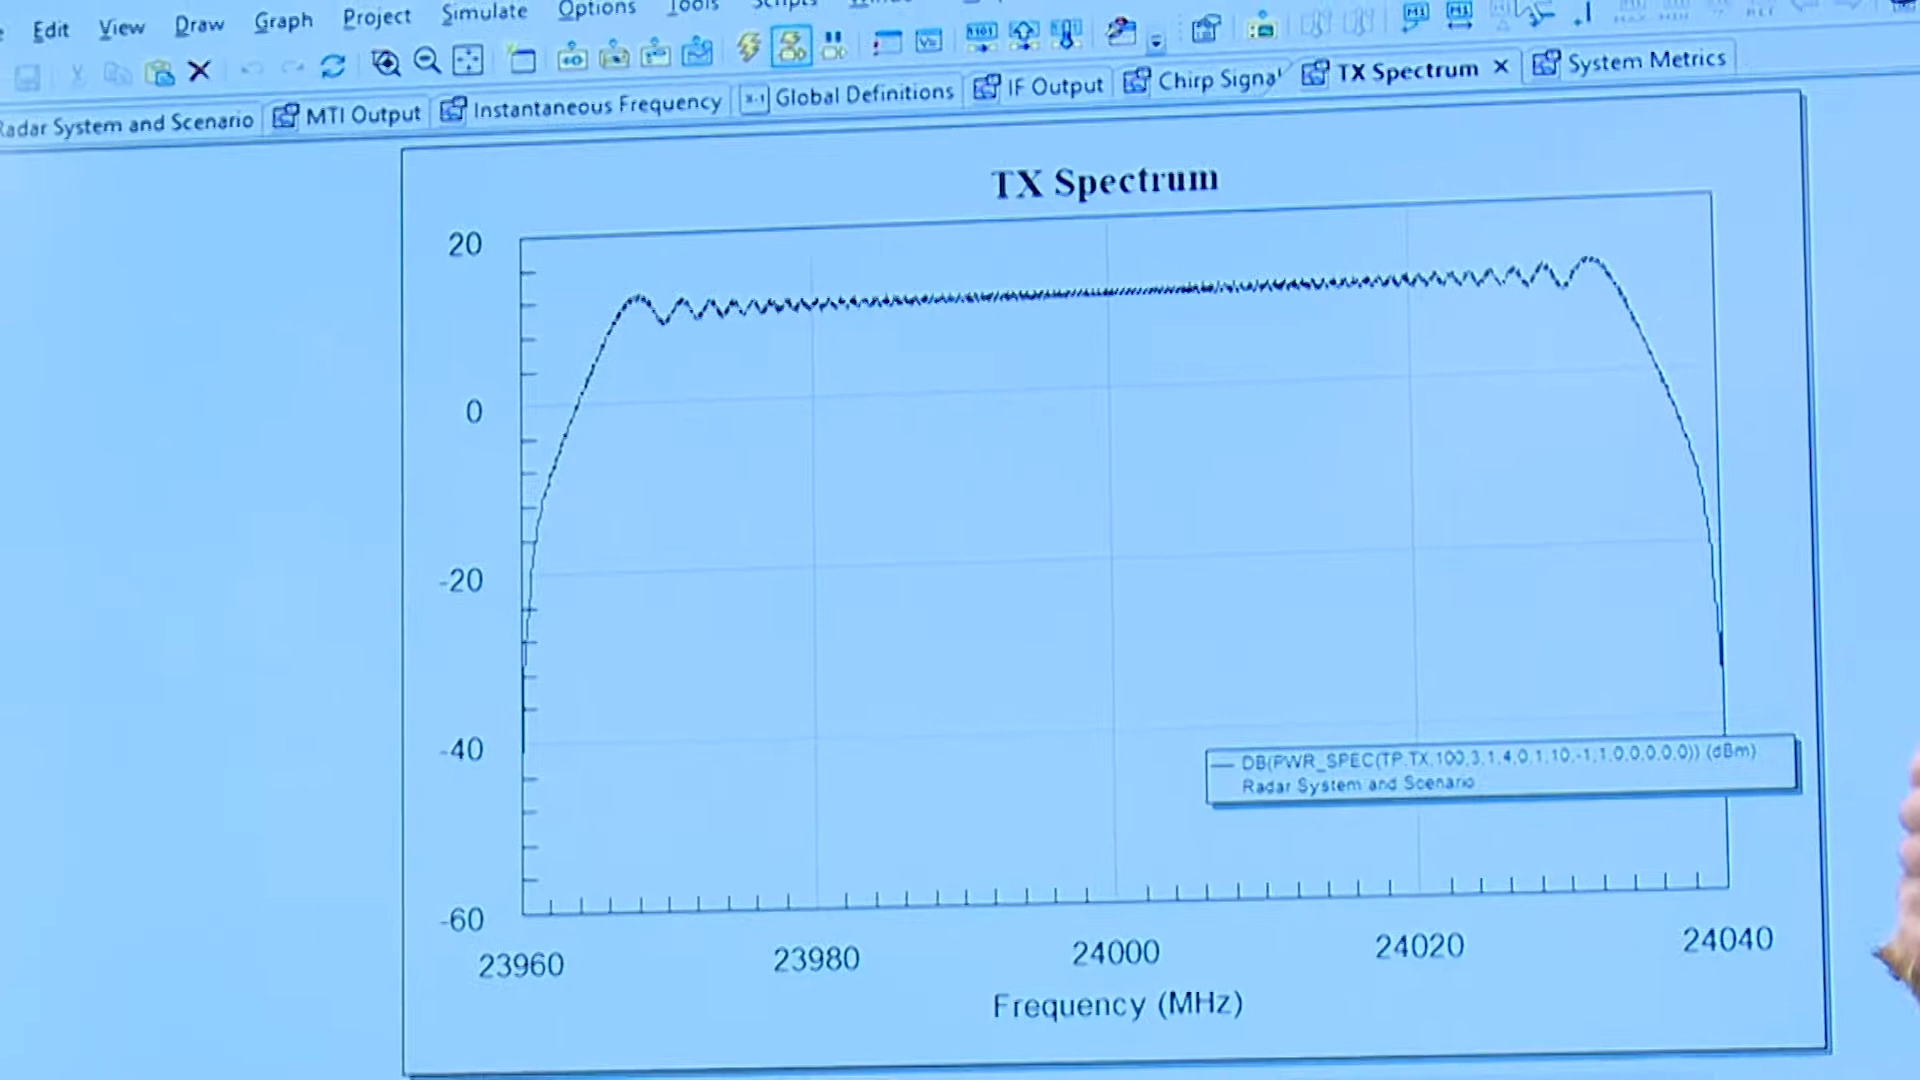 Edit View Draw Graph Project Simulate Options Tools Scripts
Radar System and Scenario MTI Output Instantaneous Frequency Global Definitions IF Output Chirp Signal TX Spectrum System Metrics
TX Spectrum
20
0
-20
-40
-60
DB(PWR_SPEC(TP.TX,100,3,1,4,0,1,10,-1,1,0,0,0,0,0)) (dBm)
Radar System and Scenario
23960 23980 24000 24020 24040
Frequency (MHz)